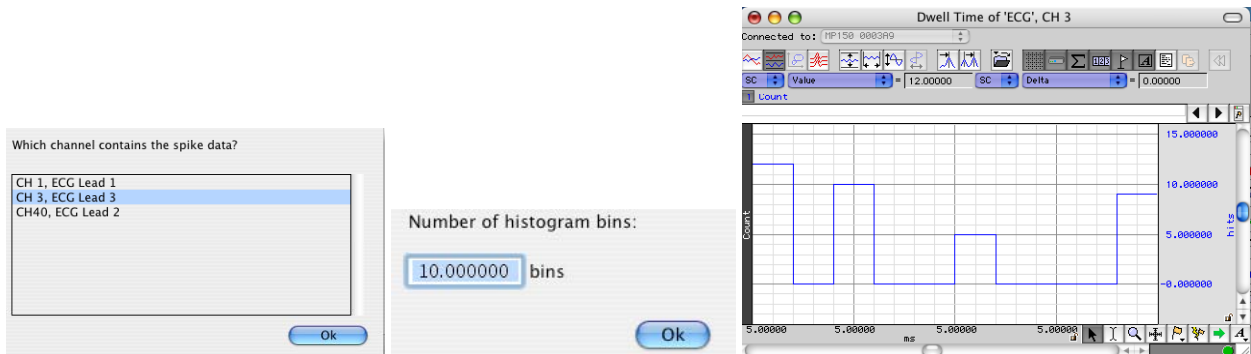 Which channel contains the spike data?
CH 1, ECG Lead 1
CH 3, ECG Lead 3
CH40, ECG Lead 2
Ok
Number of histogram bins:
10.000000 bins
Ok
Dwell Time of 'ECG', CH 3
Connected to: MP150 0003A9
SC Value = 12.00000 SC Delta = 0.00000
1 Count
15.000000
10.000000
5.000000
-0.000000
Count
hits
5.00000 5.00000 5.00000 5.00000
ms